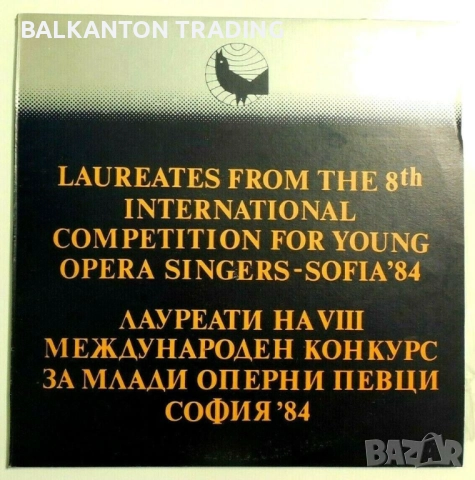 BALKANTON TRADING
LAUREATES FROM THE 8th
INTERNATIONAL
COMPETITION FOR YOUNG
OPERA SINGERS-SOFIA'84
ЛАУРЕАТИ НА VIII
МЕЖДУНАРОДЕН КОНКУРС
ЗА МЛАДИ ОПЕРНИ ПЕВЦИ
СОФИЯ '84
BAZAR